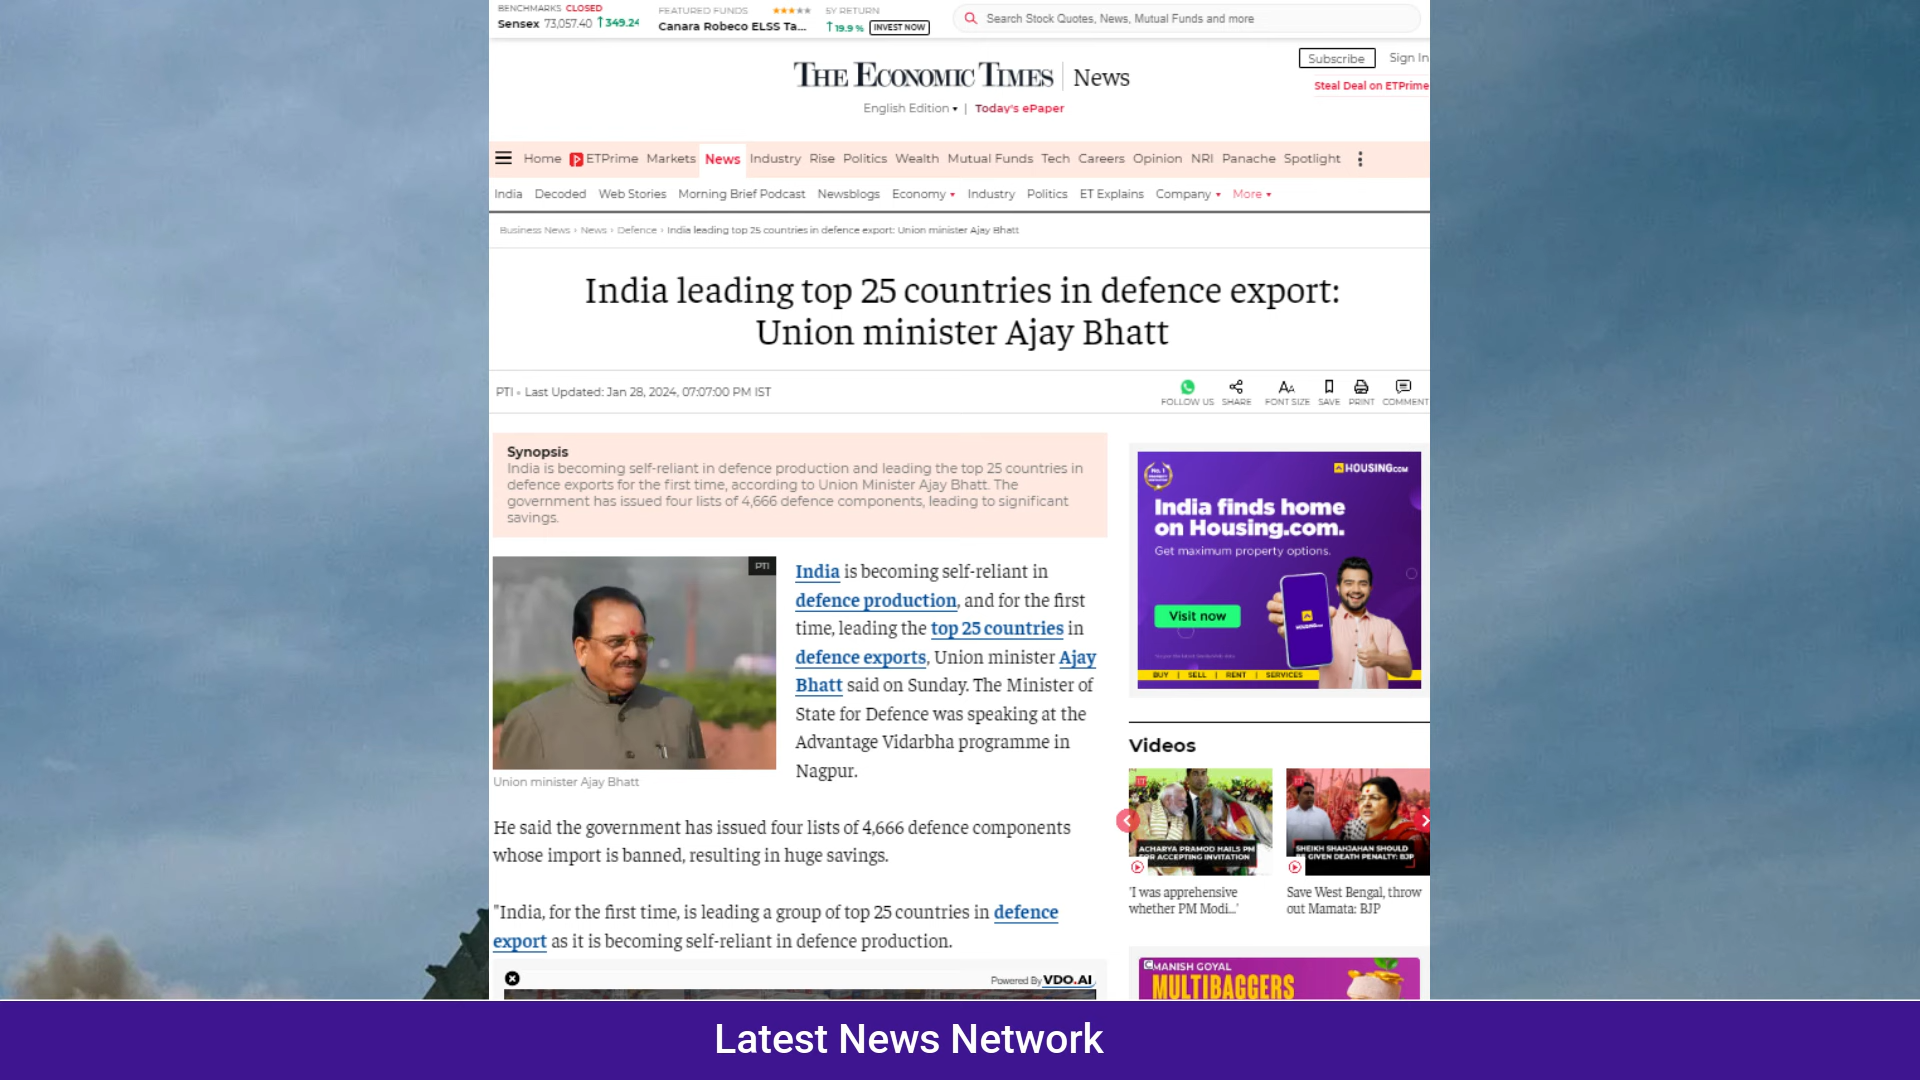 BENCHMARKS CLOSED
Sensex 73,057.40 ↑349.24
FEATURED FUNDS ★★★★★
Canara Robeco ELSS Ta...
5Y RETURN
↑19.9 % INVEST NOW
Search Stock Quotes, News, Mutual Funds and more
Subscribe Sign In
THE ECONOMIC TIMES | News
Steal Deal on ETPrime
English Edition ▾ | Today's ePaper
Home ETPrime Markets News Industry Rise Politics Wealth Mutual Funds Tech Careers Opinion NRI Panache Spotlight
India Decoded Web Stories Morning Brief Podcast Newsblogs Economy ▾ Industry Politics ET Explains Company ▾ More ▾
Business News › News › Defence › India leading top 25 countries in defence export: Union minister Ajay Bhatt
India leading top 25 countries in defence export:
Union minister Ajay Bhatt
PTI • Last Updated: Jan 28, 2024, 07:07:00 PM IST
FOLLOW US SHARE FONT SIZE SAVE PRINT COMMENT
Synopsis
India is becoming self-reliant in defence production and leading the top 25 countries in
defence exports for the first time, according to Union Minister Ajay Bhatt. The
government has issued four lists of 4,666 defence components, leading to significant
savings.
PTI
Union minister Ajay Bhatt
India is becoming self-reliant in
defence production, and for the first
time, leading the top 25 countries in
defence exports, Union minister Ajay
Bhatt said on Sunday. The Minister of
State for Defence was speaking at the
Advantage Vidarbha programme in
Nagpur.
He said the government has issued four lists of 4,666 defence components
whose import is banned, resulting in huge savings.
"India, for the first time, is leading a group of top 25 countries in defence
export as it is becoming self-reliant in defence production.
Powered By VDO.AI
HOUSING.COM
India finds home
on Housing.com.
Get maximum property options.
Visit now
BUY | SELL | RENT | SERVICES
Videos
ACHARYA PRAMOD HAILS PM
FOR ACCEPTING INVITATION
'I was apprehensive
whether PM Modi...'
SHEIKH SHAHJAHAN SHOULD
BE GIVEN DEATH PENALTY: BJP
Save West Bengal, throw
out Mamata: BJP
MANISH GOYAL
MULTIBAGGERS
Latest News Network